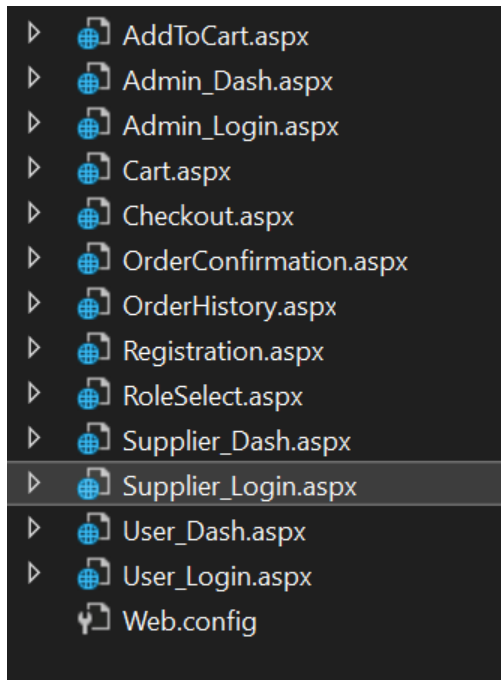 AddToCart.aspx
Admin_Dash.aspx
Admin_Login.aspx
Cart.aspx
Checkout.aspx
OrderConfirmation.aspx
OrderHistory.aspx
Registration.aspx
RoleSelect.aspx
Supplier_Dash.aspx
Supplier_Login.aspx
User_Dash.aspx
User_Login.aspx
Web.config